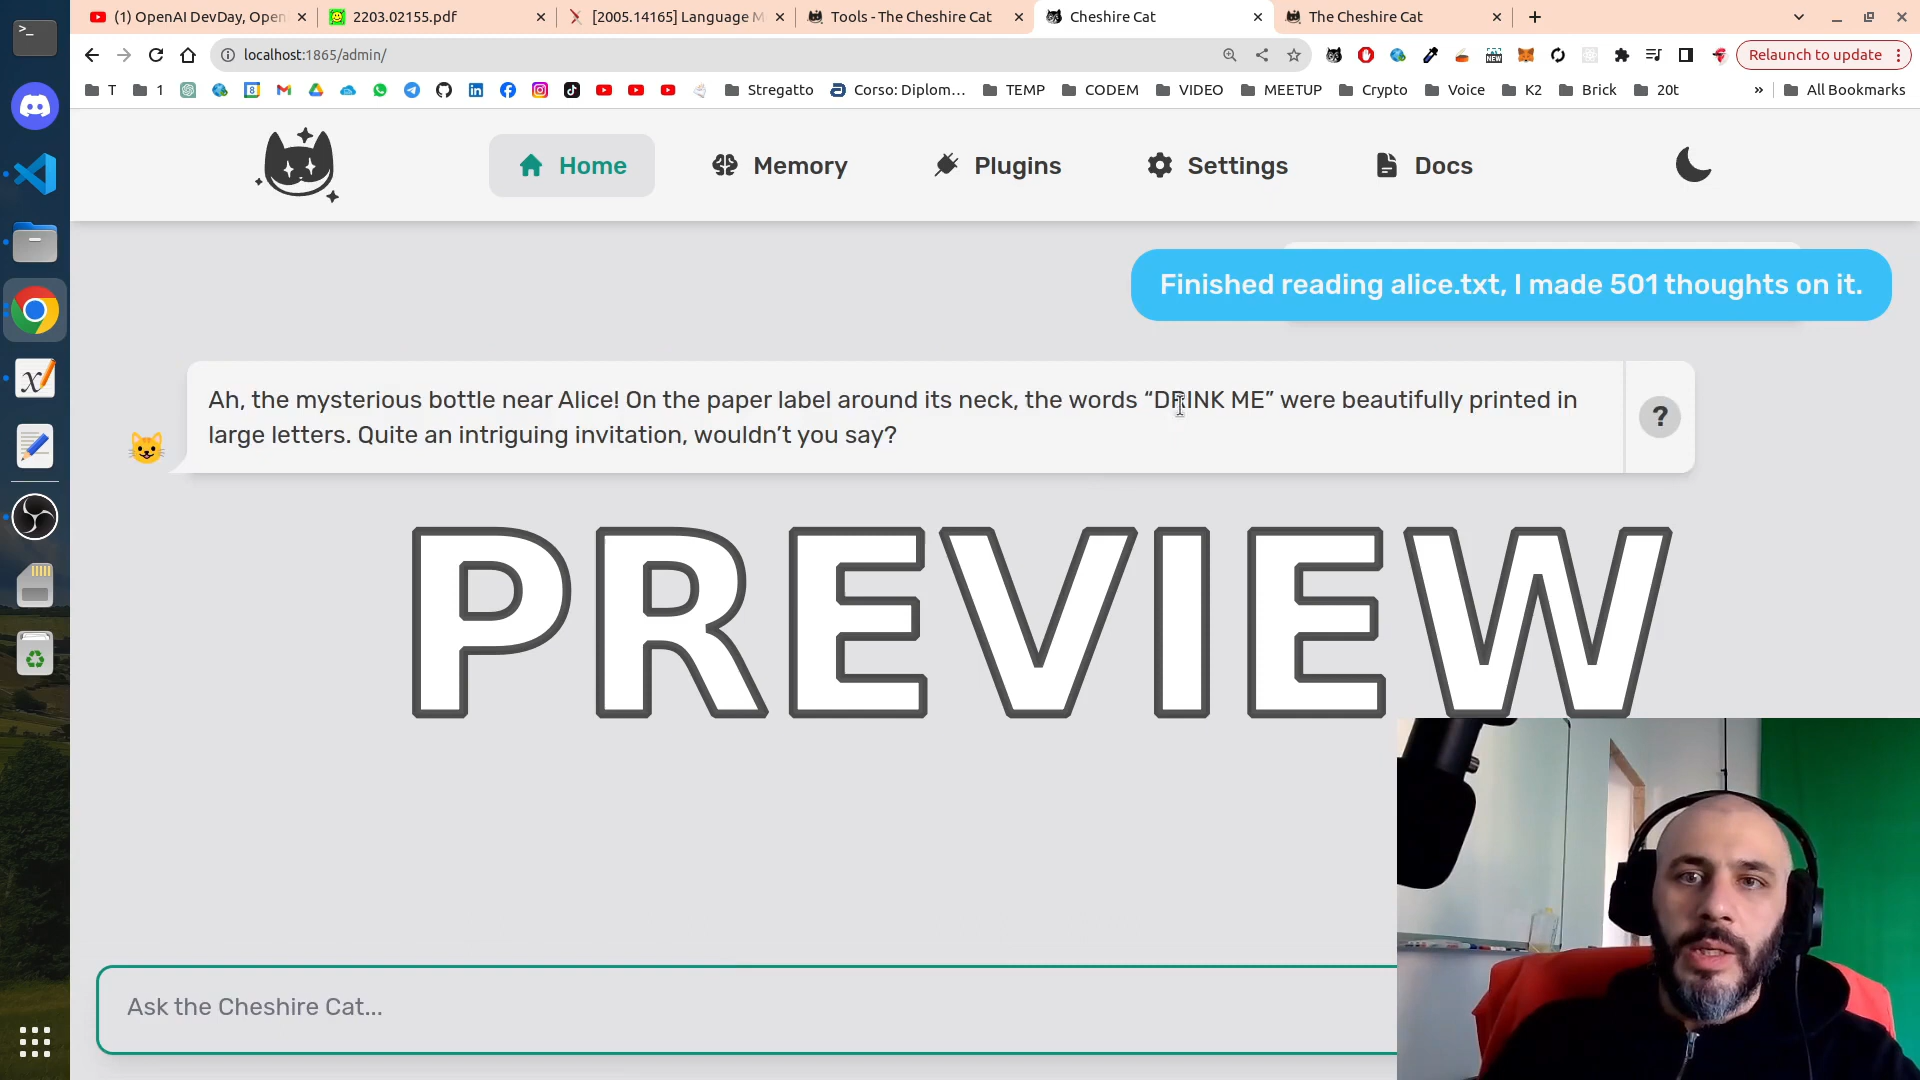 (1) OpenAI DevDay, Open
2203.02155.pdf
[2005.14165] Language M
Tools - The Cheshire Cat
Cheshire Cat
The Cheshire Cat
localhost:1865/admin/
Relaunch to update
T
1
8
Stregatto
Corso: Diplom…
TEMP
CODEM
VIDEO
MEETUP
Crypto
Voice
K2
Brick
20t
»
All Bookmarks
NEW
Home
Memory
Plugins
Settings
Docs
Finished reading alice.txt, I made 501 thoughts on it.
Ah, the mysterious bottle near Alice! On the paper label around its neck, the words “DRINK ME” were beautifully printed in
large letters. Quite an intriguing invitation, wouldn’t you say?
?
PREVIEW
Ask the Cheshire Cat...